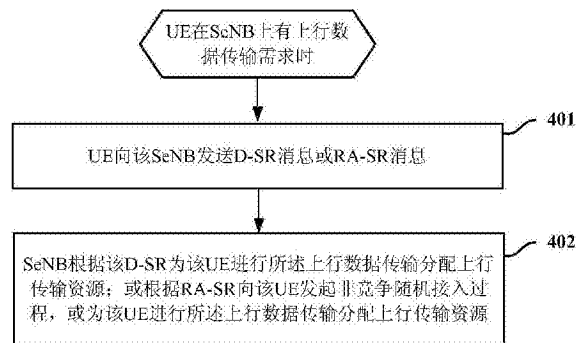 UE在SeNB上有上行数
据传输需求时
401
UE向该SeNB发送D-SR消息或RA-SR消息
402
SeNB根据该D-SR为该UE进行所述上行数据传输分配上行
传输资源；或根据RA-SR向该UE发起非竞争随机接入过
程，或为该UE进行所述上行数据传输分配上行传输资源